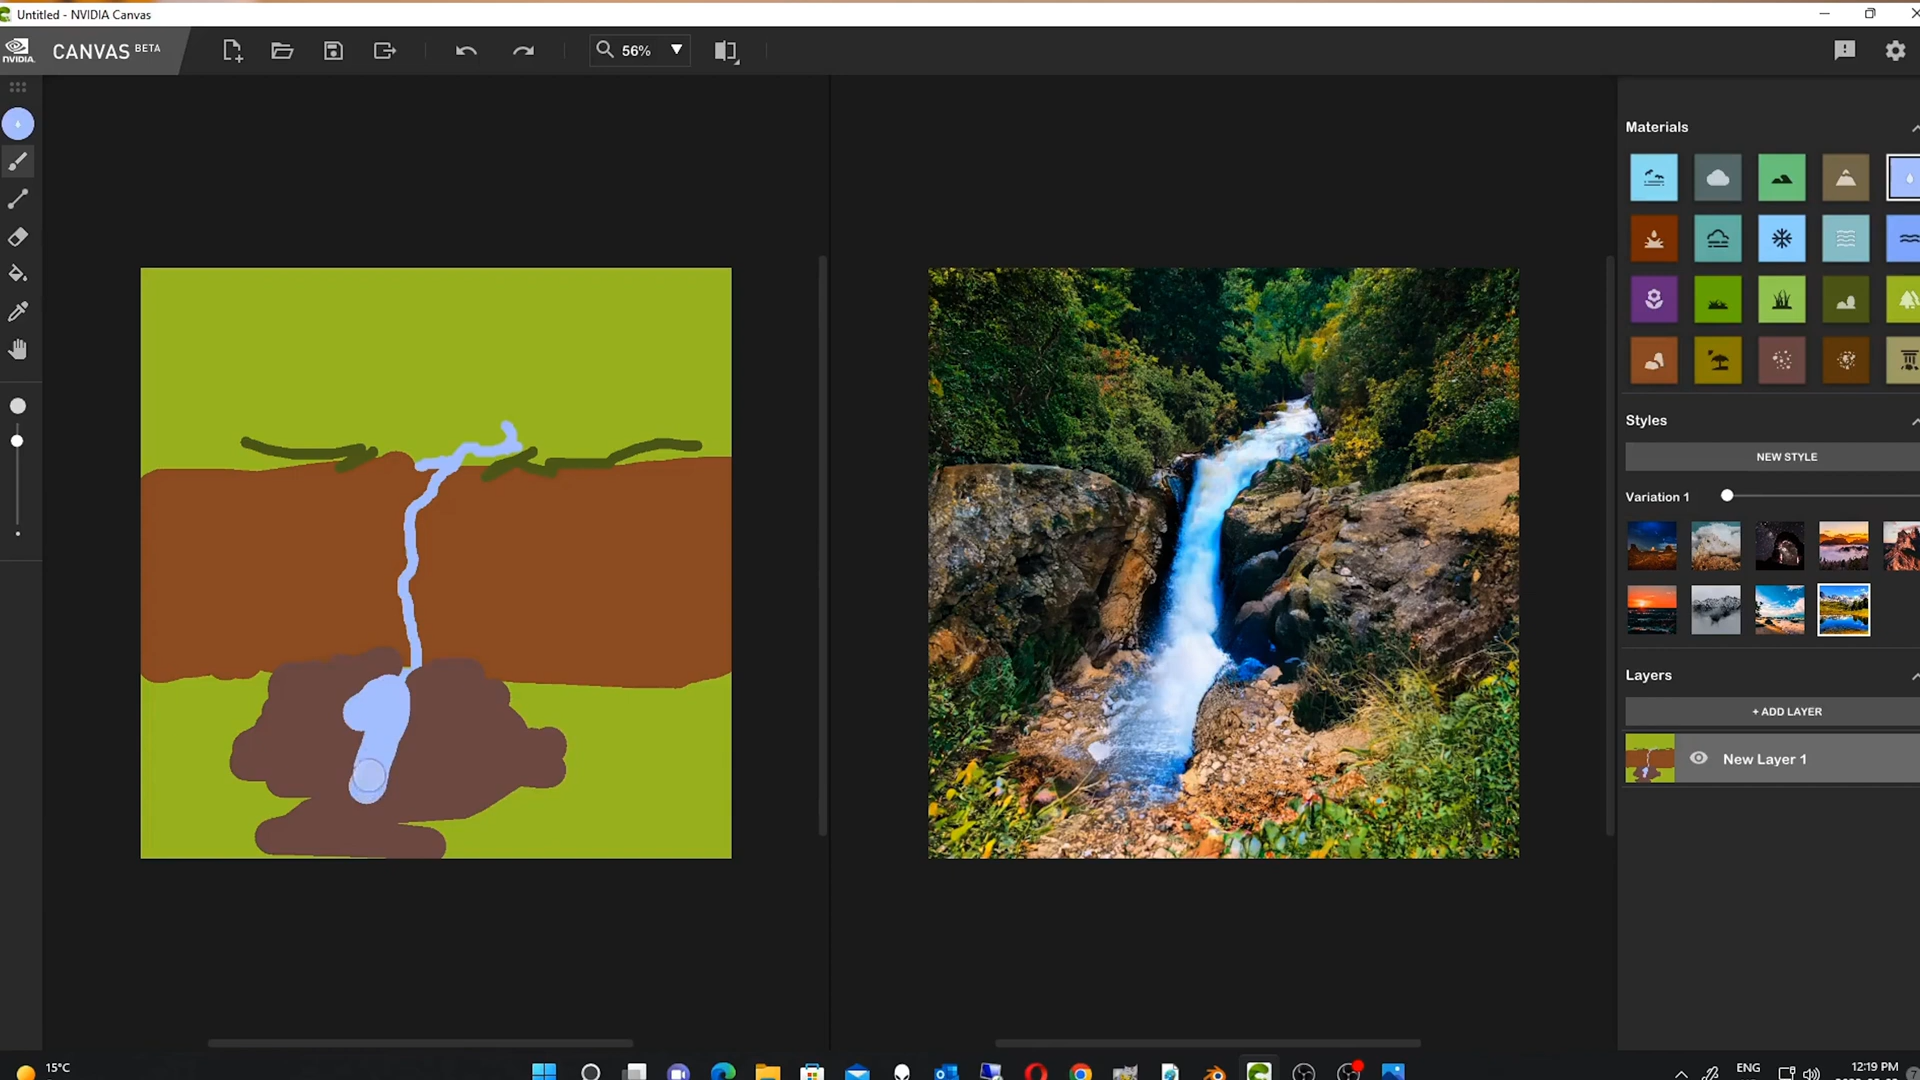 Untitled - NVIDIA Canvas
NVIDIA.
CANVAS BETA
56%
Materials
Styles
NEW STYLE
Variation 1
Layers
+ ADD LAYER
New Layer 1
15°C
ENG
12:19 PM